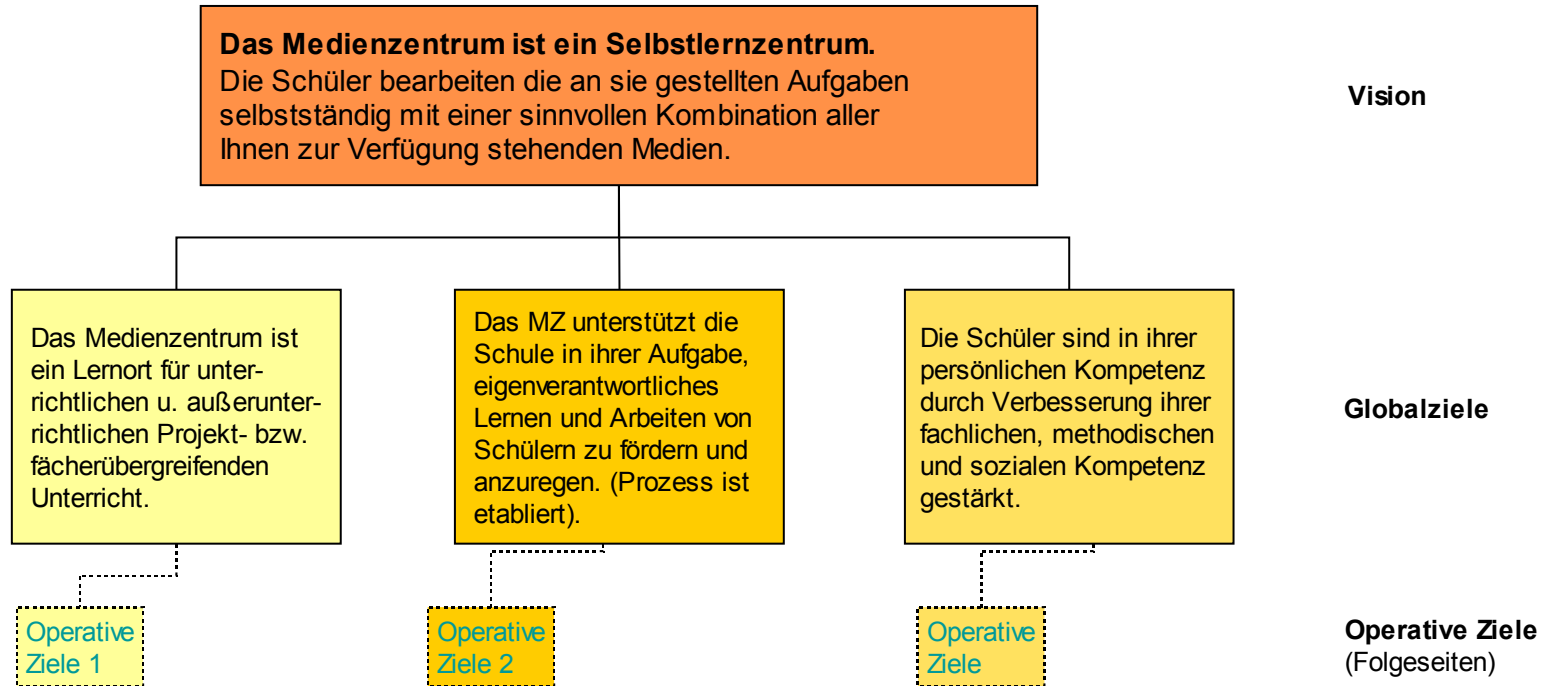 Das Medienzentrum ist ein Selbstlernzentrum.
Die Schüler bearbeiten die an sie gestellten Aufgaben
selbstständig mit einer sinnvollen Kombination aller
Ihnen zur Verfügung stehenden Medien.
Vision
Das Medienzentrum ist
ein Lernort für unter-
richtlichen u. außerunter-
richtlichen Projekt- bzw.
fächerübergreifenden
Unterricht.
Das MZ unterstützt die
Schule in ihrer Aufgabe,
eigenverantwortliches
Lernen und Arbeiten von
Schülern zu fördern und
anzuregen. (Prozess ist
etabliert).
Die Schüler sind in ihrer
persönlichen Kompetenz
durch Verbesserung ihrer
fachlichen, methodischen
und sozialen Kompetenz
gestärkt.
Globalziele
Operative
Ziele 1
Operative
Ziele 2
Operative
Ziele
Operative Ziele
(Folgeseiten)